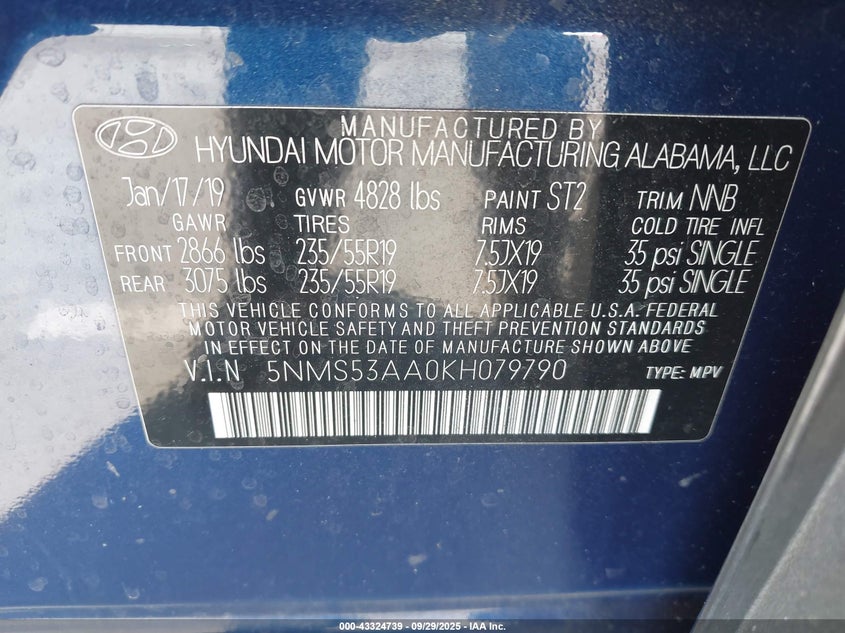 MANUFACTURED BY
HYUNDAI MOTOR MANUFACTURING ALABAMA, LLC
Jan/17/19 GVWR 4828 lbs PAINT ST2 TRIM NNB
GAWR TIRES RIMS COLD TIRE INFL
FRONT 2866 lbs 235/55R19 7.5JX19 35 psi SINGLE
REAR 3075 lbs 235/55R19 7.5JX19 35 psi SINGLE
THIS VEHICLE CONFORMS TO ALL APPLICABLE U.S.A. FEDERAL
MOTOR VEHICLE SAFETY AND THEFT PREVENTION STANDARDS
IN EFFECT ON THE DATE OF MANUFACTURE SHOWN ABOVE
V.I.N 5NMS53AA0KH079790 TYPE: MPV
000-43324739 - 09/29/2025 - IAA Inc.